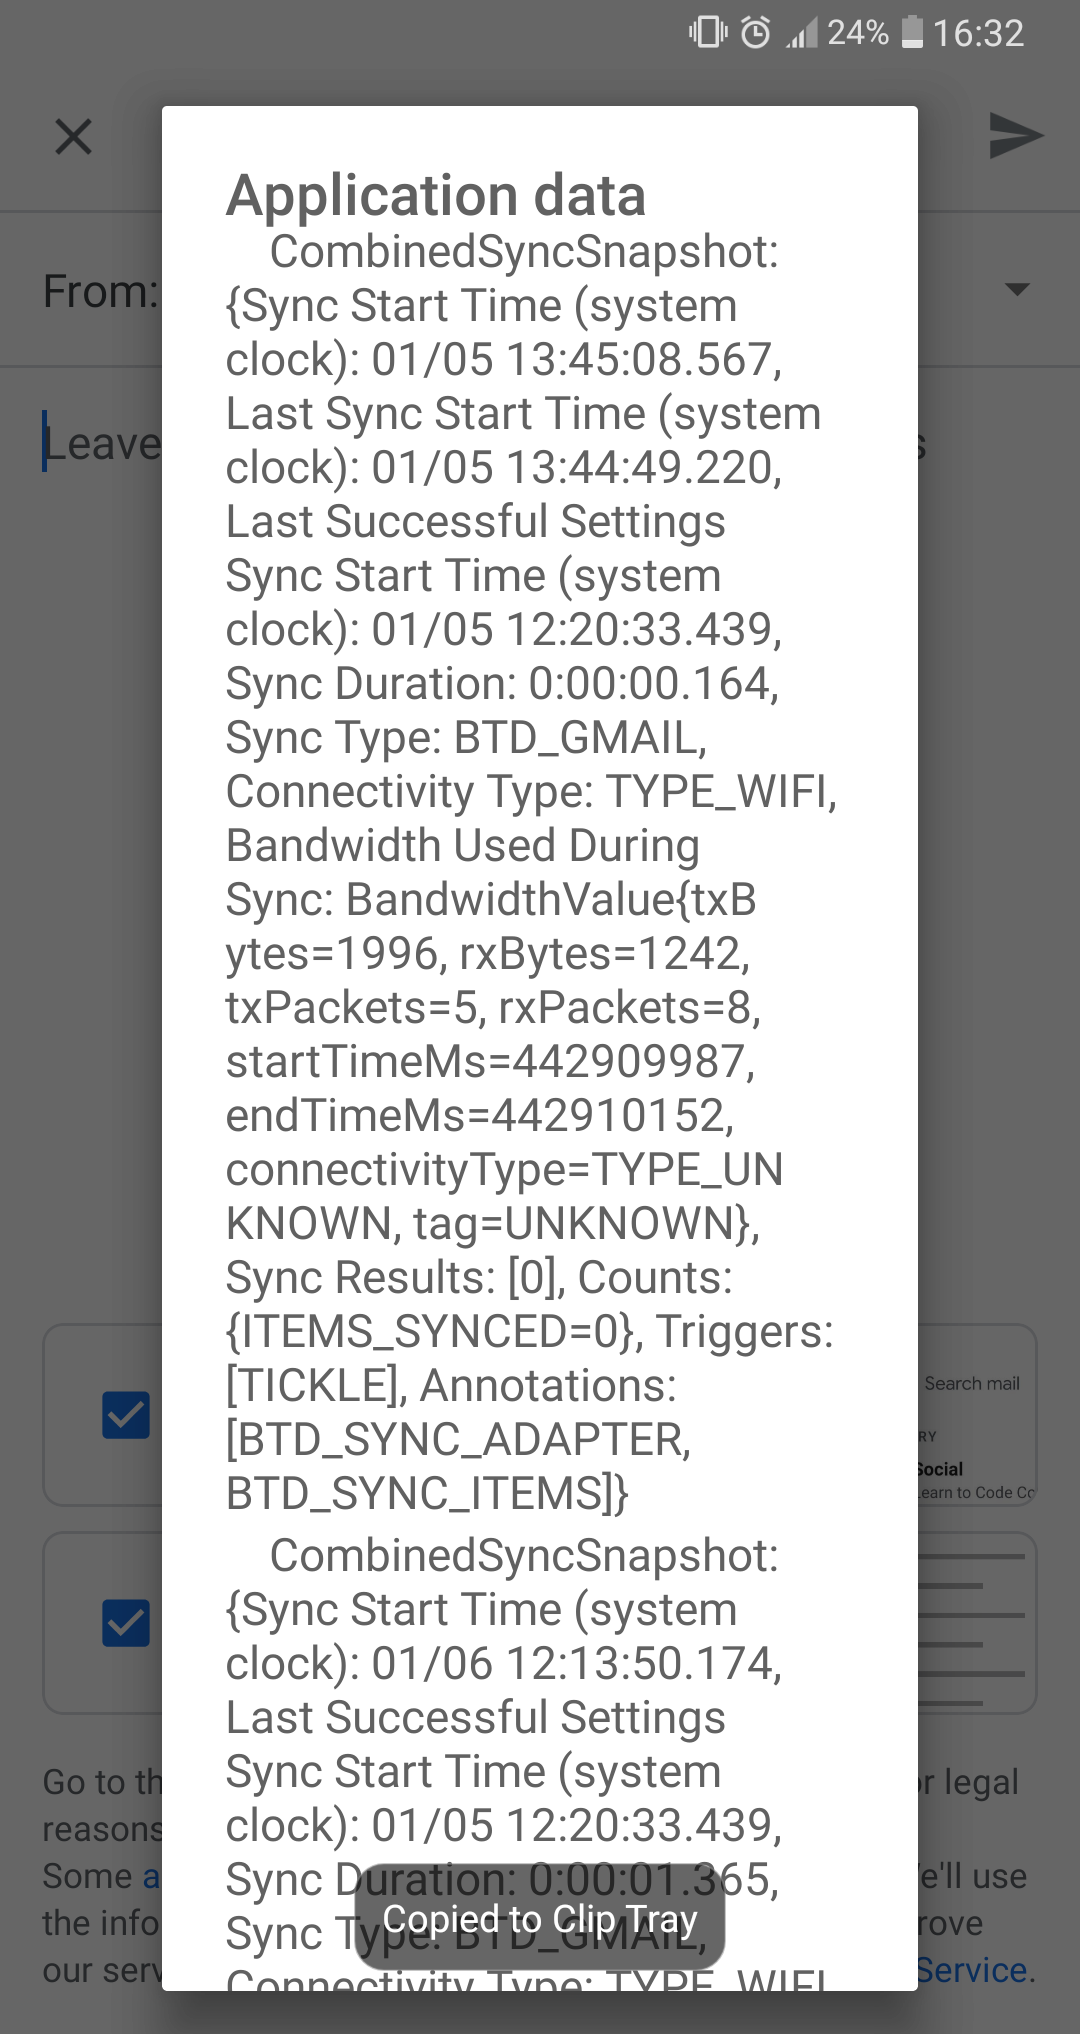 24% 16:32
Application data
From:
Leave
s
CombinedSyncSnapshot:
{Sync Start Time (system
clock): 01/05 13:45:08.567,
Last Sync Start Time (system
clock): 01/05 13:44:49.220,
Last Successful Settings
Sync Start Time (system
clock): 01/05 12:20:33.439,
Sync Duration: 0:00:00.164,
Sync Type: BTD_GMAIL,
Connectivity Type: TYPE_WIFI,
Bandwidth Used During
Sync: BandwidthValue{txB
ytes=1996, rxBytes=1242,
txPackets=5, rxPackets=8,
startTimeMs=442909987,
endTimeMs=442910152,
connectivityType=TYPE_UN
KNOWN, tag=UNKNOWN},
Sync Results: [0], Counts:
{ITEMS_SYNCED=0}, Triggers:
[TICKLE], Annotations:
[BTD_SYNC_ADAPTER,
BTD_SYNC_ITEMS]}
CombinedSyncSnapshot:
{Sync Start Time (system
clock): 01/06 12:13:50.174,
Last Successful Settings
Sync Start Time (system
clock): 01/05 12:20:33.439,
Sync Duration: 0:00:01.365,
Sync Type: BTD_GMAIL,
Connectivity Type: TYPE_WIFI
Copied to Clip Tray
Search mail
RY
Social
Learn to Code Co
Go to th
or legal
reasons
Some a
e'll use
the info
rove
our serv
Service.